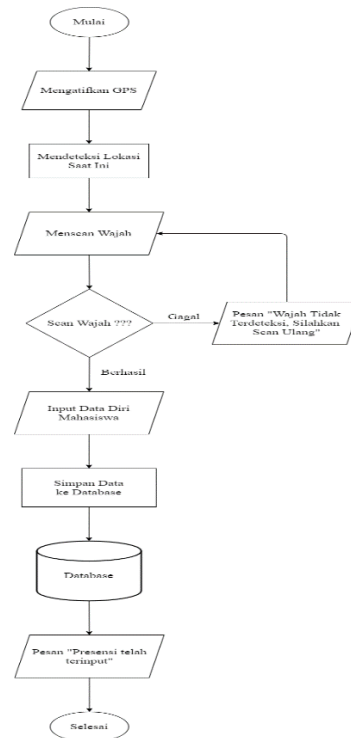 Mulai
Mengatifkan GPS
Mendeteksi Lokasi
Saat Ini
Menscan Wajah
Scan Wajah ???
Gagal
Pesan "Wajah Tidak
Terdeteksi, Silahkan
Scan Ulang"
Berhasil
Input Data Diri
Mahasiswa
Simpan Data
ke Database
Database
Pesan "Presensi telah
terinput"
Selesai